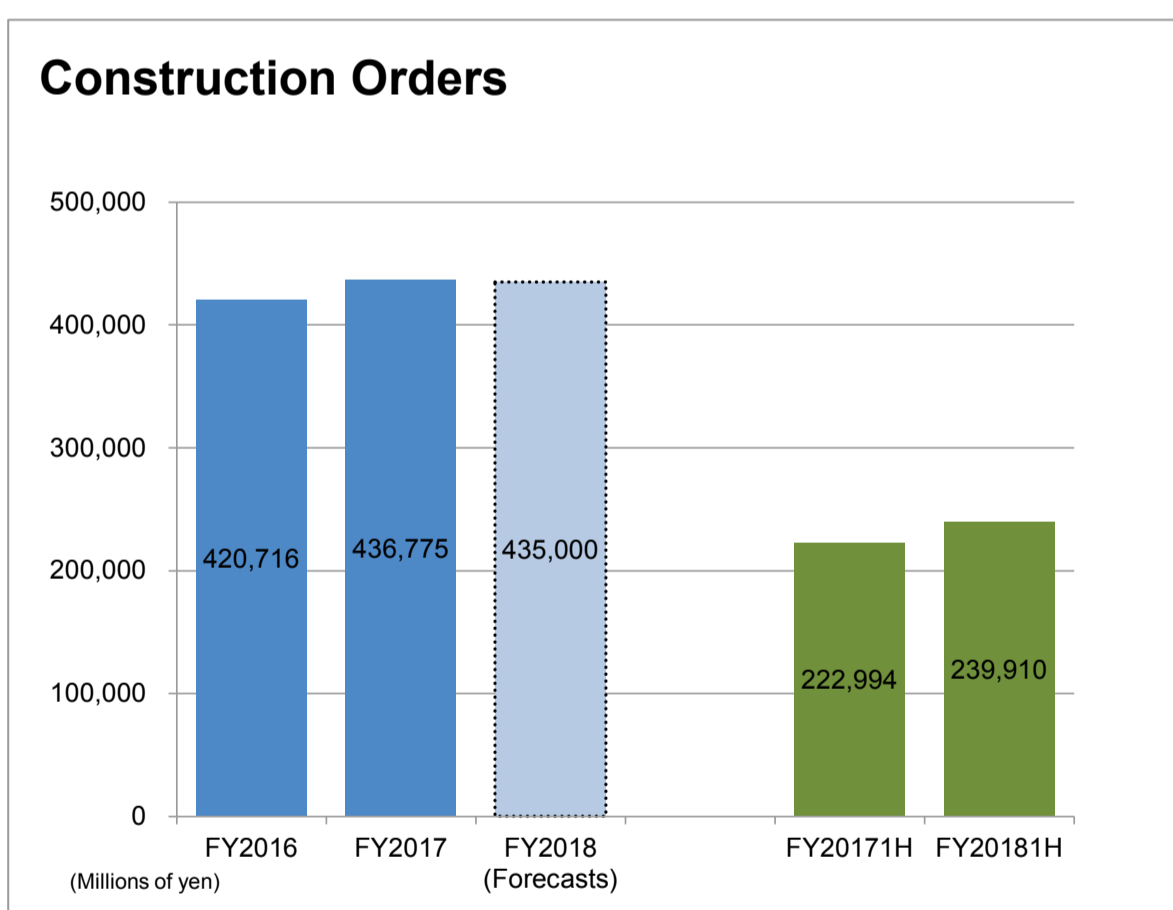 Construction Orders
500,000
400,000
300,000
200,000
100,000
0
420,716
436,775
435,000
222,994
239,910
FY2016
FY2017
FY2018
(Forecasts)
FY20171H
FY20181H
(Millions of yen)